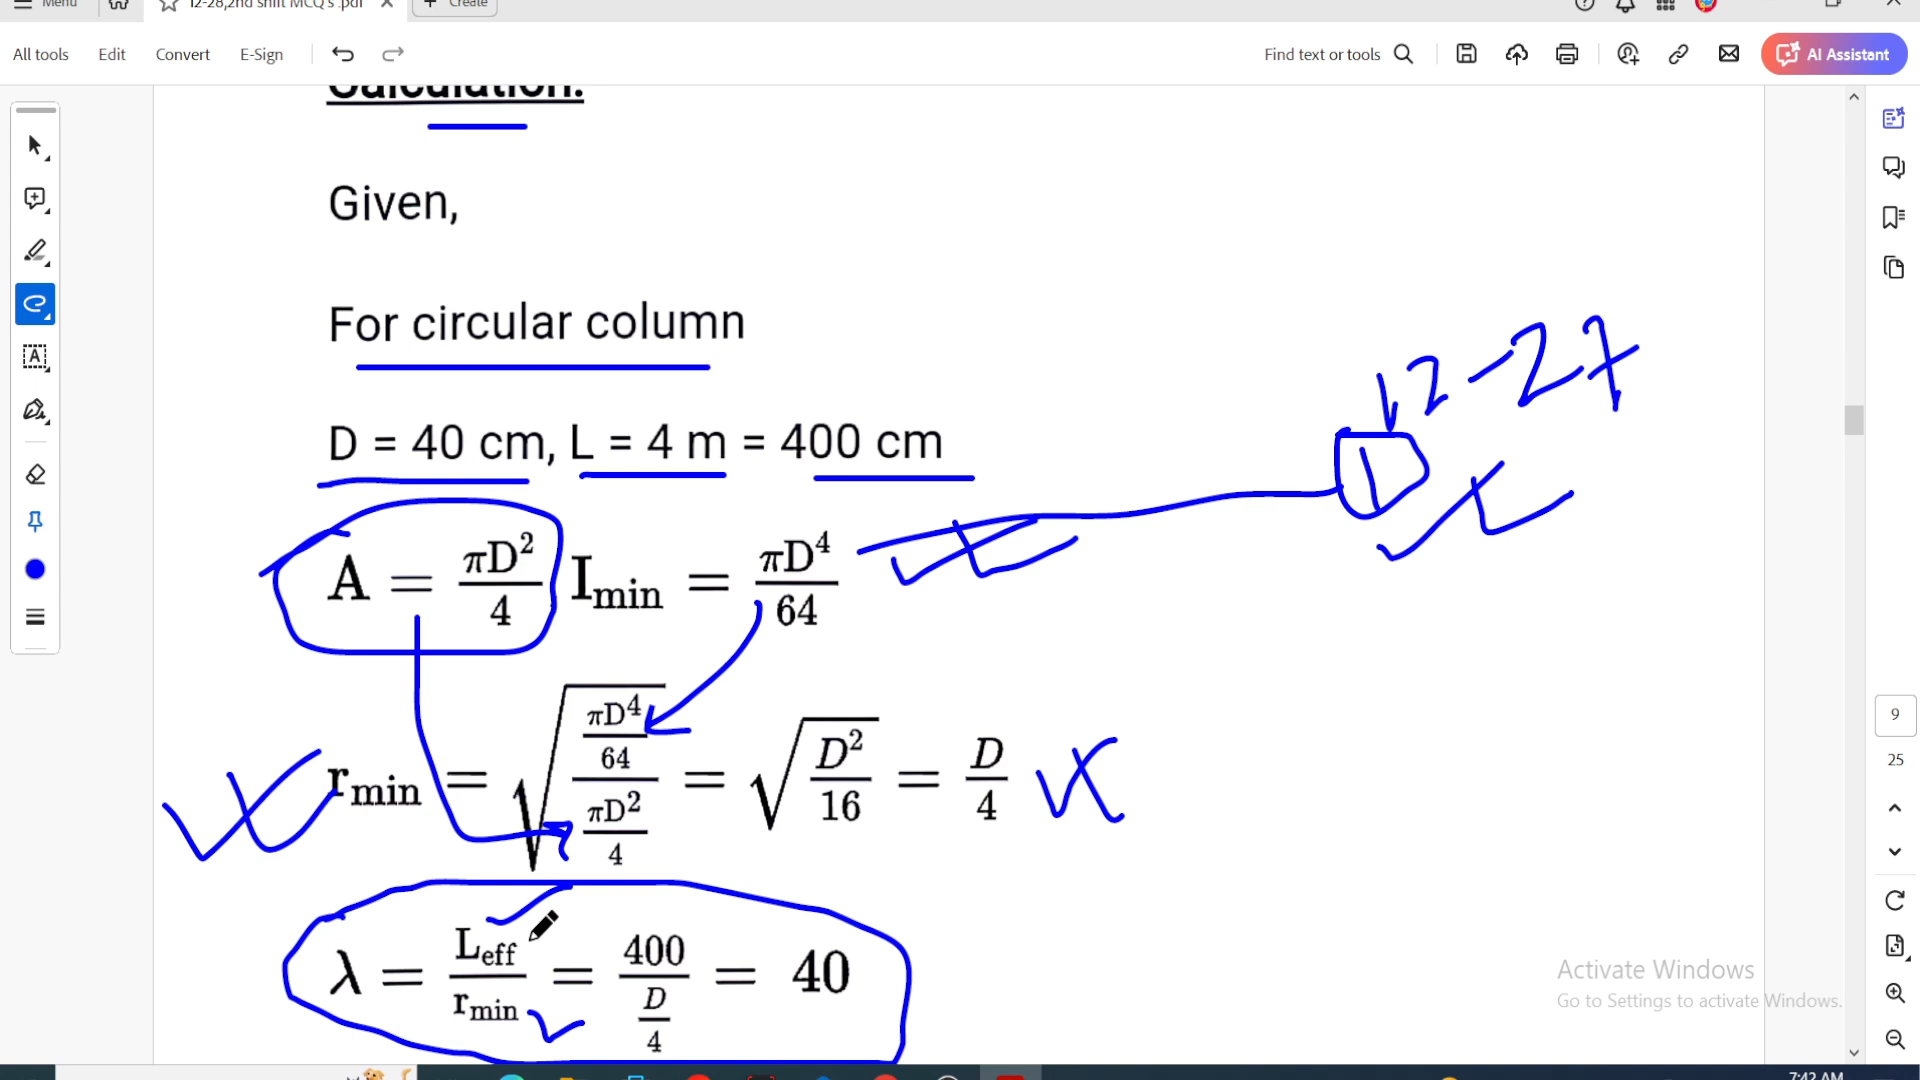 Menu
12-28,2nd shift MCQ's .pdf
Create
All tools Edit Convert E-Sign Find text or tools AI Assistant
Calculation:
Given,
For circular column
12-27
D = 40 cm, L = 4 m = 400 cm
D
A = πD²/4 I_min = πD⁴/64
r_min = √((πD⁴/64)/(πD²/4)) = √(D²/16) = D/4
λ = L_eff/r_min = 400/(D/4) = 40
9
25
Activate Windows
Go to Settings to activate Windows.
7:42 AM